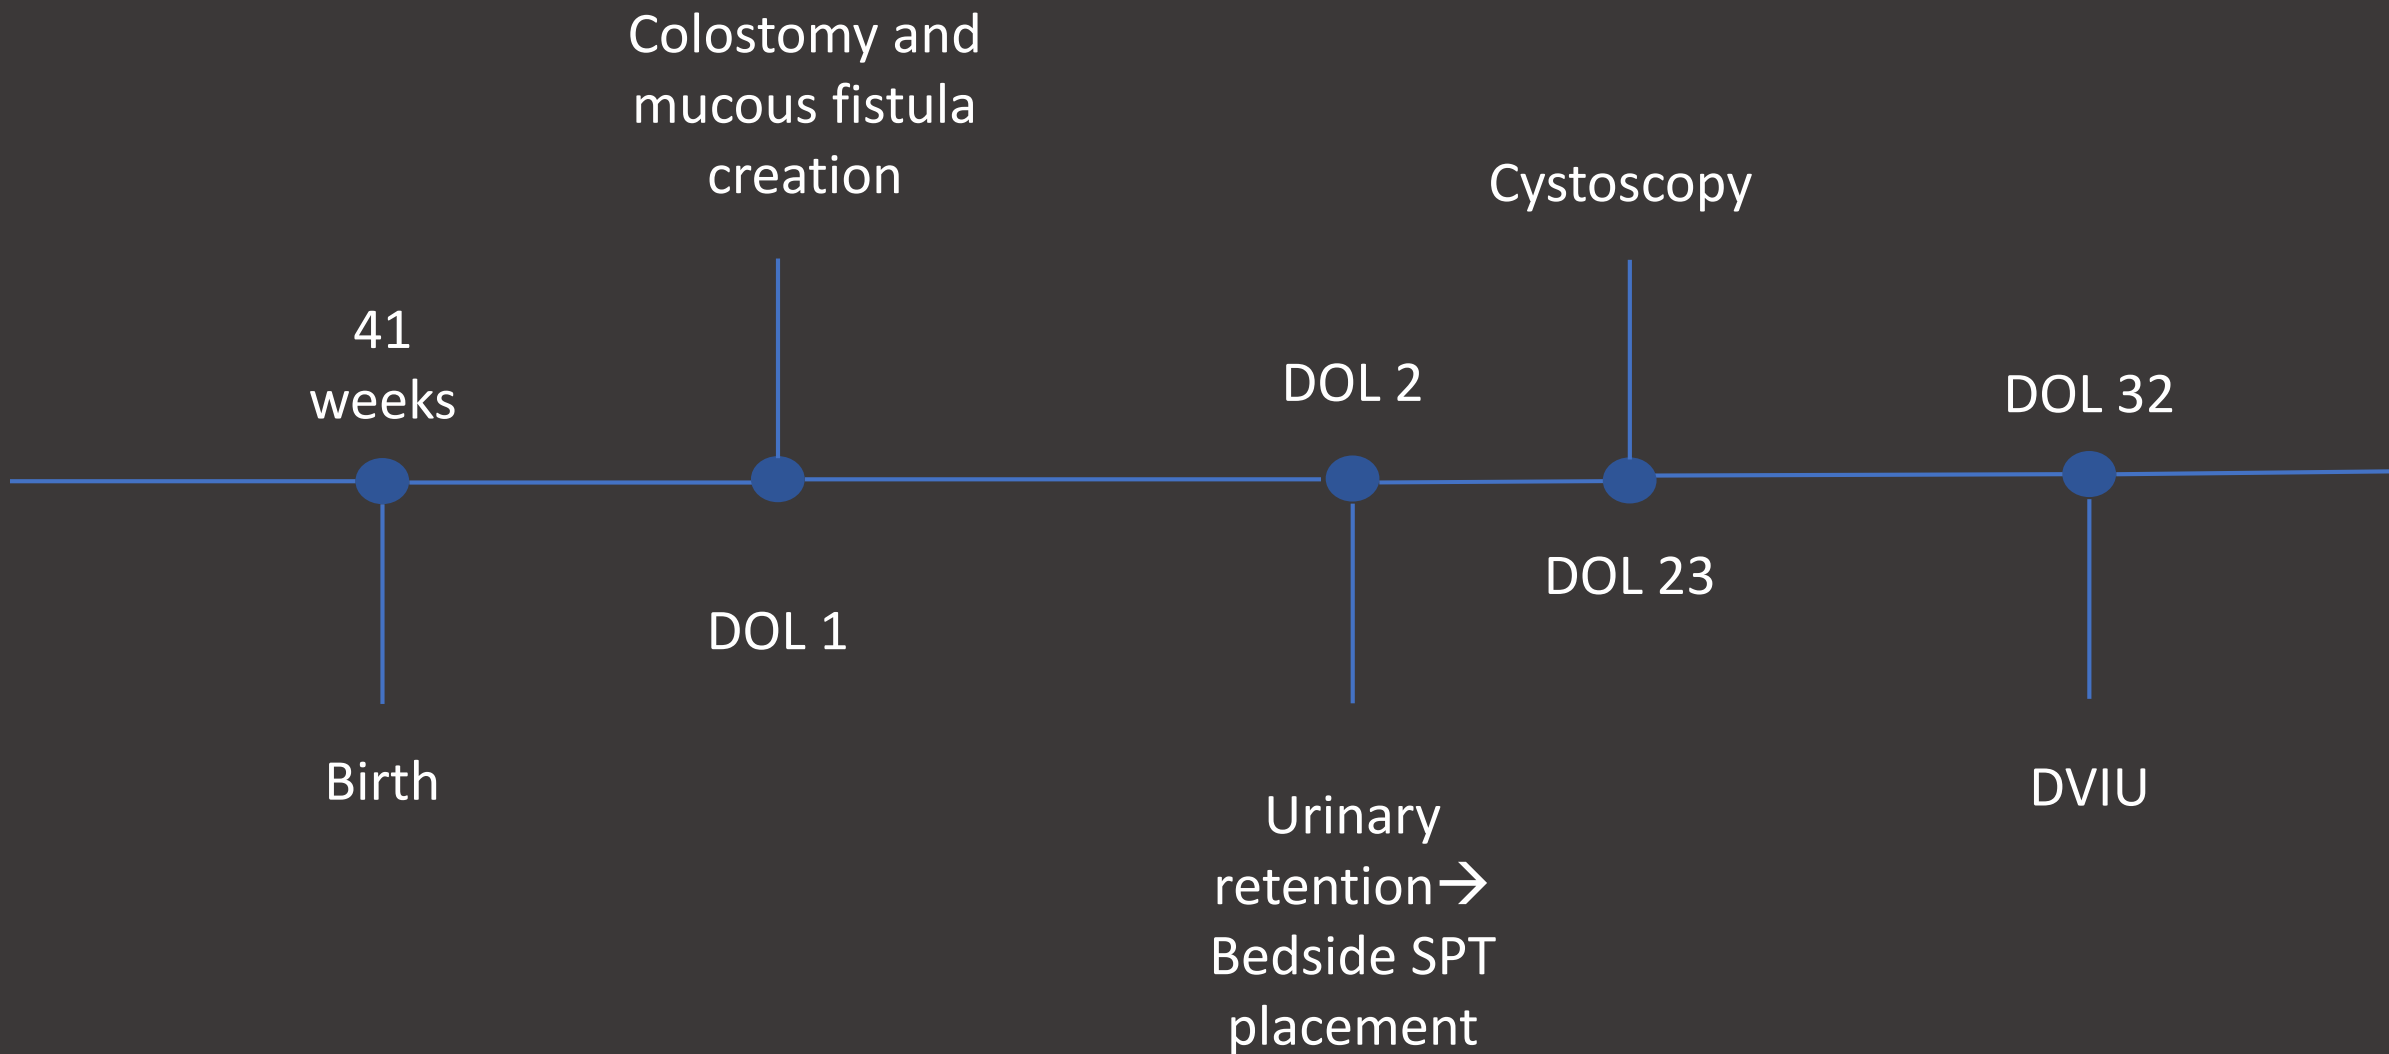 Colostomy and
mucous fistula
creation
Cystoscopy
41
weeks
DOL 2
DOL 32
DOL 23
DOL 1
Birth
DVIU
Urinary
retention→
Bedside SPT
placement